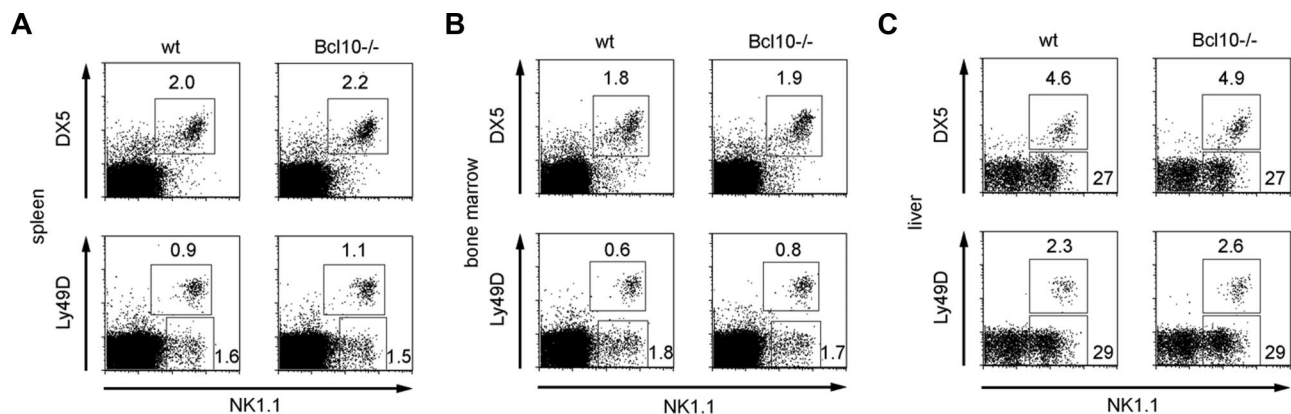 A
wt
Bcl10-/-
2.0
2.2
DX5
spleen
0.9
1.1
Ly49D
1.6
1.5
NK1.1
B
wt
Bcl10-/-
1.8
1.9
DX5
bone marrow
0.6
0.8
Ly49D
1.8
1.7
NK1.1
C
wt
Bcl10-/-
4.6
4.9
DX5
27
27
liver
2.3
2.6
Ly49D
29
29
NK1.1